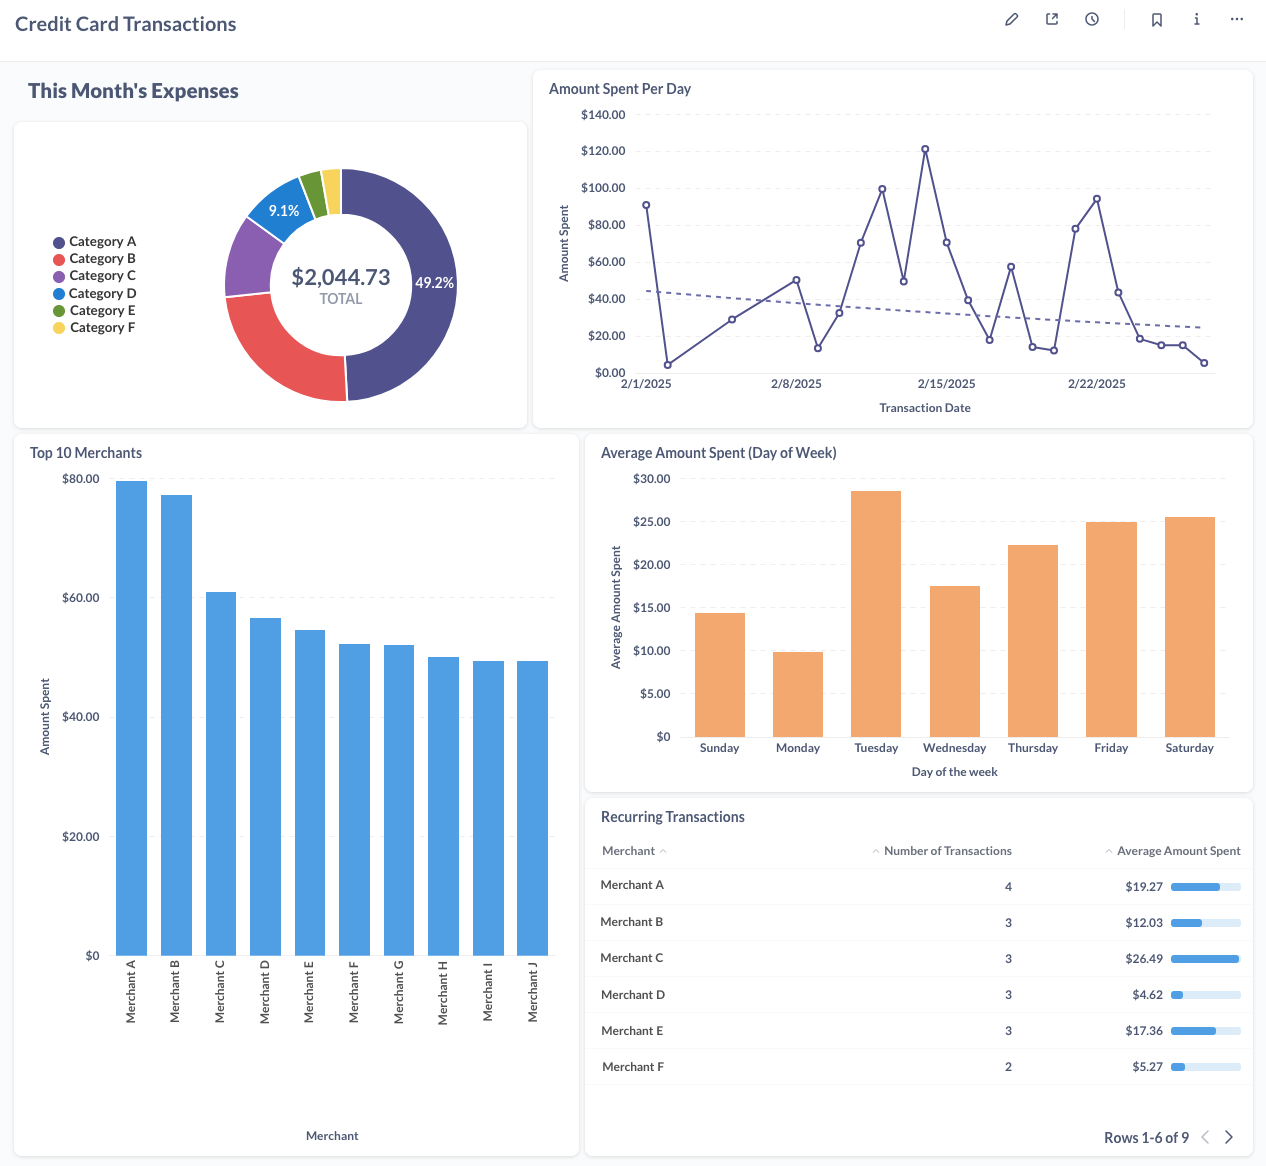 Credit Card Transactions
This Month's Expenses
Category A
Category B
Category C
Category D
Category E
Category F
9.1%
49.2%
$2,044.73
TOTAL
Amount Spent Per Day
Amount Spent
$140.00
$120.00
$100.00
$80.00
$60.00
$40.00
$20.00
$0.00
2/1/2025 2/8/2025 2/15/2025 2/22/2025
Transaction Date
Top 10 Merchants
Amount Spent
$80.00
$60.00
$40.00
$20.00
$0
Merchant A
Merchant B
Merchant C
Merchant D
Merchant E
Merchant F
Merchant G
Merchant H
Merchant I
Merchant J
Merchant
Average Amount Spent (Day of Week)
Average Amount Spent
$30.00
$25.00
$20.00
$15.00
$10.00
$5.00
$0
Sunday Monday Tuesday Wednesday Thursday Friday Saturday
Day of the week
Recurring Transactions
Merchant Number of Transactions Average Amount Spent
Merchant A 4 $19.27
Merchant B 3 $12.03
Merchant C 3 $26.49
Merchant D 3 $4.62
Merchant E 3 $17.36
Merchant F 2 $5.27
Rows 1-6 of 9